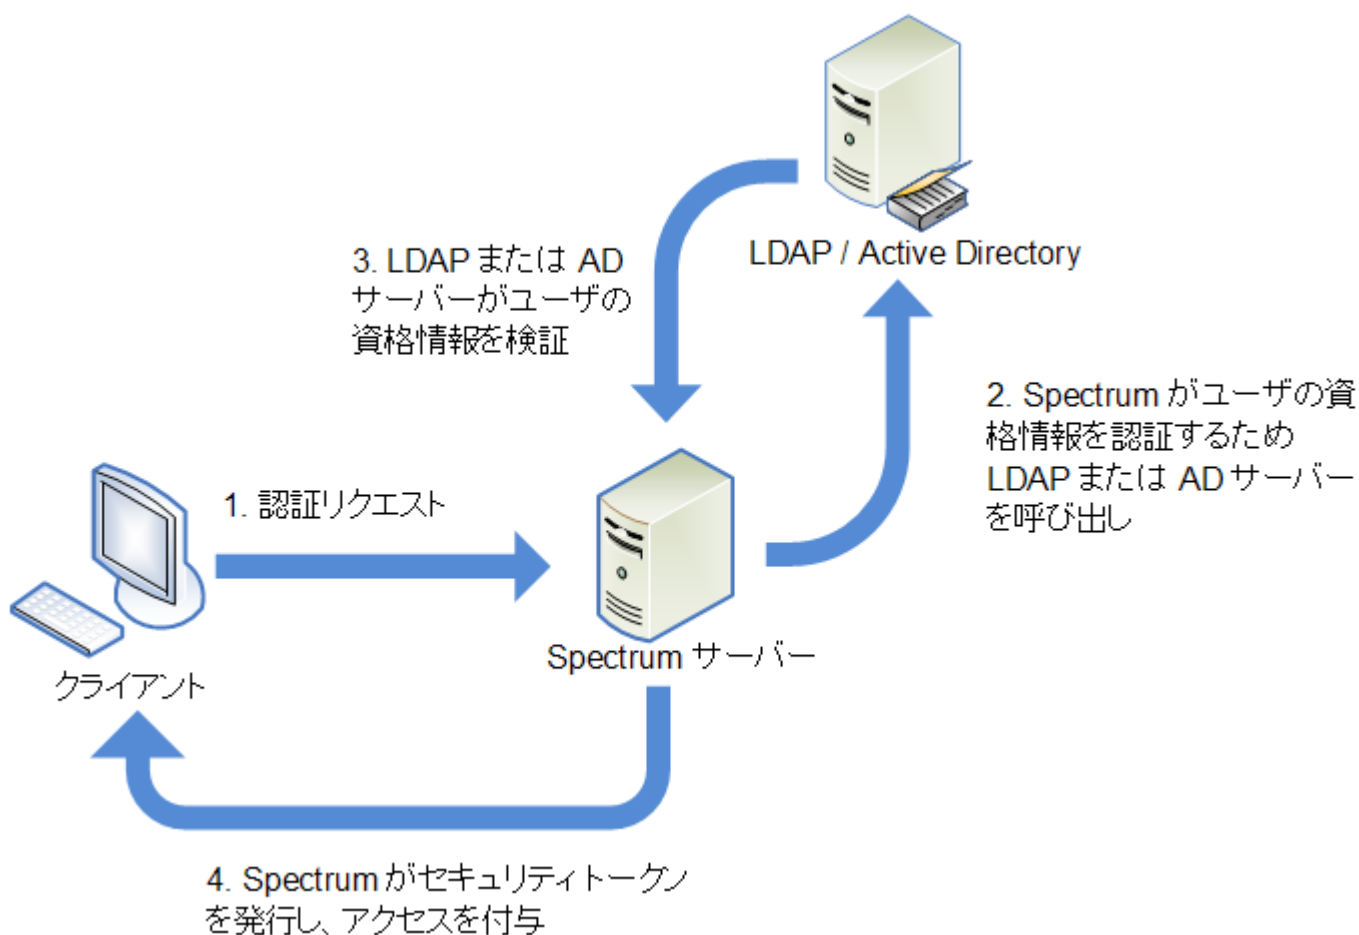 LDAP / Active Directory
3. LDAP または AD
サーバーがユーザの
資格情報を検証
2. Spectrum がユーザの資
格情報を認証するため
LDAP または AD サーバー
を呼び出し
1. 認証リクエスト
Spectrum サーバー
クライアント
4. Spectrum がセキュリティトークン
を発行し、アクセスを付与